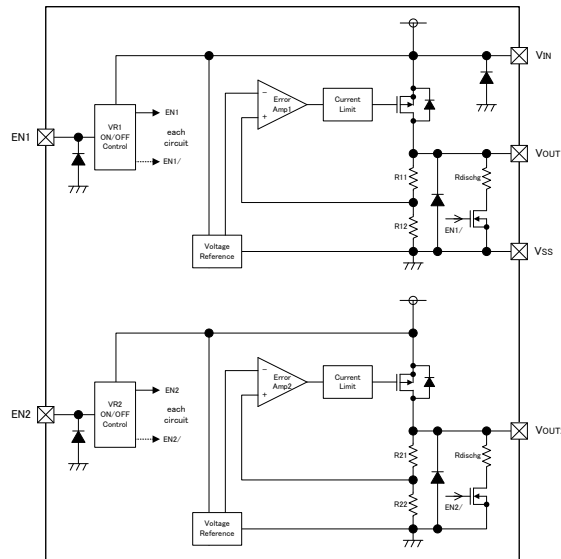 VIN
EN1
VR1
ON/OFF
Control
EN1
each
circuit
EN1/
−
+
Error
Amp1
Current
Limit
VOUT
R11
Rdischg
R12
EN1/
Voltage
Reference
VSS
EN2
VR2
ON/OFF
Control
EN2
each
circuit
EN2/
−
+
Error
Amp2
Current
Limit
VOUT
R21
Rdischg
R22
EN2/
Voltage
Reference